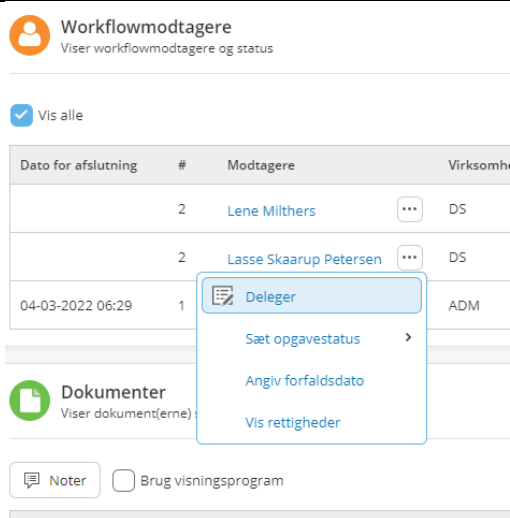 Workflowmodtagere
Viser workflowmodtagere og status
Vis alle
Dato for afslutning # Modtagere
2 Lene Milthers DS
2 Lasse Skaarup Petersen DS
04-03-2022 06:29 1 ADM
Deleger
Sæt opgavestatus
Angiv forfaldsdato
Vis rettigheder
Dokumenter
Viser dokument(erne)
Noter Brug visningsprogram